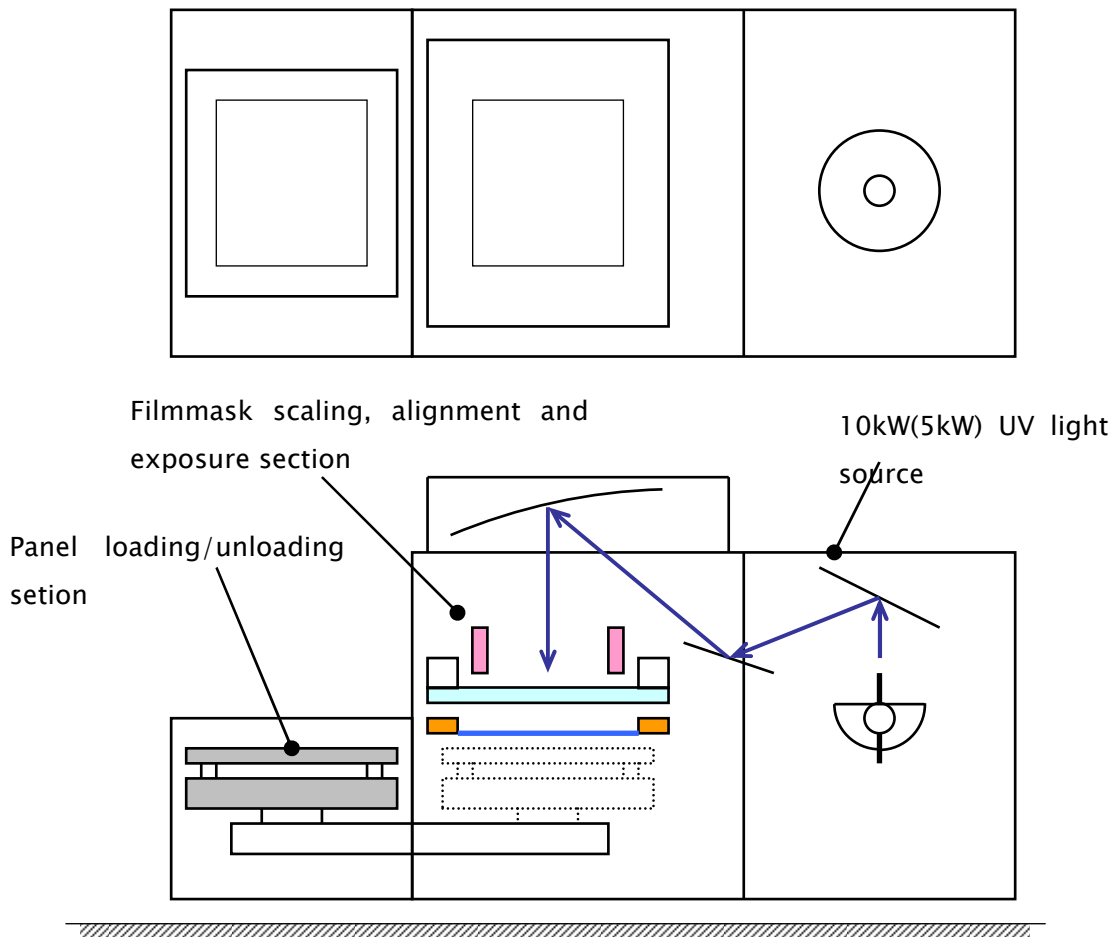 Filmmask scaling, alignment and
exposure section
10kW(5kW) UV light
source
Panel loading/unloading
setion